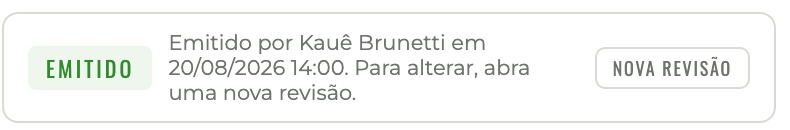 EMITIDO
Emitido por Kauê Brunetti em
20/08/2026 14:00. Para alterar, abra
uma nova revisão.
NOVA REVISÃO